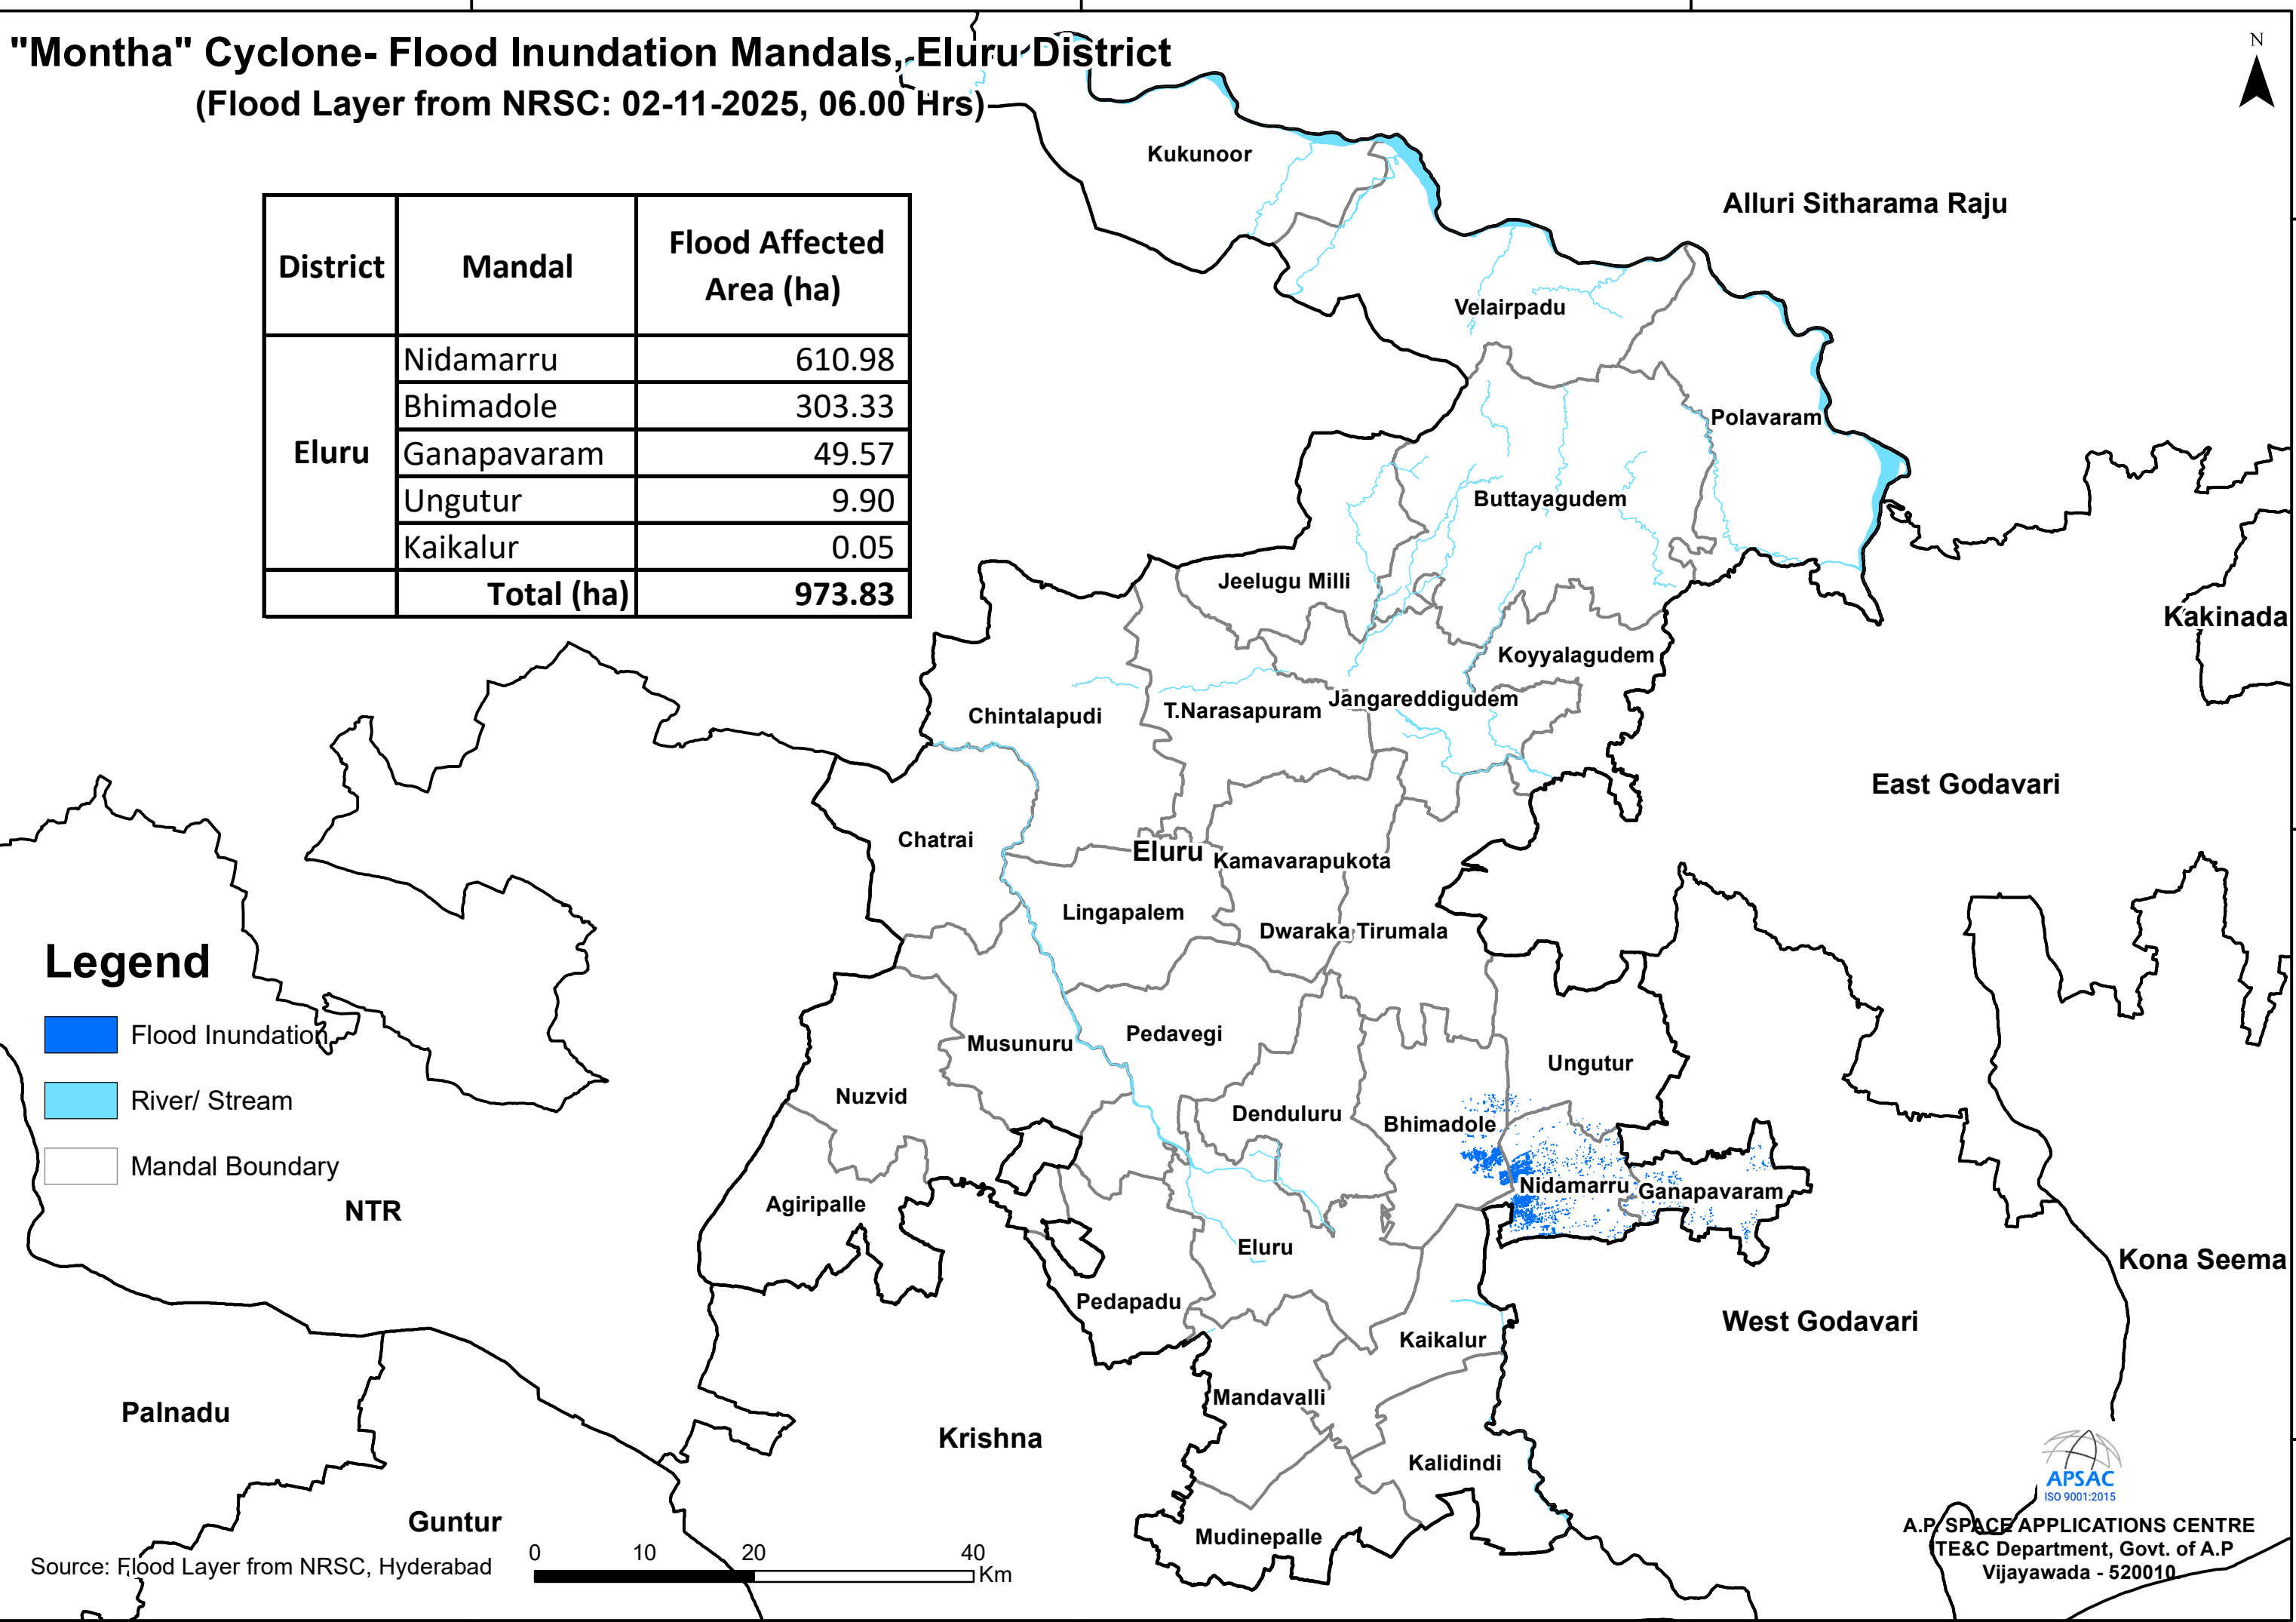 "Montha" Cyclone- Flood Inundation Mandals, Eluru District
(Flood Layer from NRSC: 02-11-2025, 06.00 Hrs)
N
District Mandal Flood Affected Area (ha)
Eluru
Nidamarru 610.98
Bhimadole 303.33
Ganapavaram 49.57
Ungutur 9.90
Kaikalur 0.05
Total (ha) 973.83
Kukunoor
Alluri Sitharama Raju
Velairpadu
Polavaram
Buttayagudem
Jeelugu Milli
Kakinada
Koyyalagudem
Jangareddigudem
T.Narasapuram
Chintalapudi
East Godavari
Chatrai
Eluru
Kamavarapukota
Lingapalem
Dwaraka Tirumala
Legend
Flood Inundation
River/ Stream
Mandal Boundary
Pedavegi
Musunuru
Ungutur
Nuzvid
Denduluru
Bhimadole
Nidamarru
Ganapavaram
Agiripalle
NTR
Eluru
Kona Seema
Pedapadu
West Godavari
Kaikalur
Mandavalli
Palnadu
Krishna
Kalidindi
Guntur
Mudinepalle
Source: Flood Layer from NRSC, Hyderabad
0 10 20 40
Km
APSAC
ISO 9001:2015
A.P. SPACE APPLICATIONS CENTRE
ITE&C Department, Govt. of A.P
Vijayawada - 520010